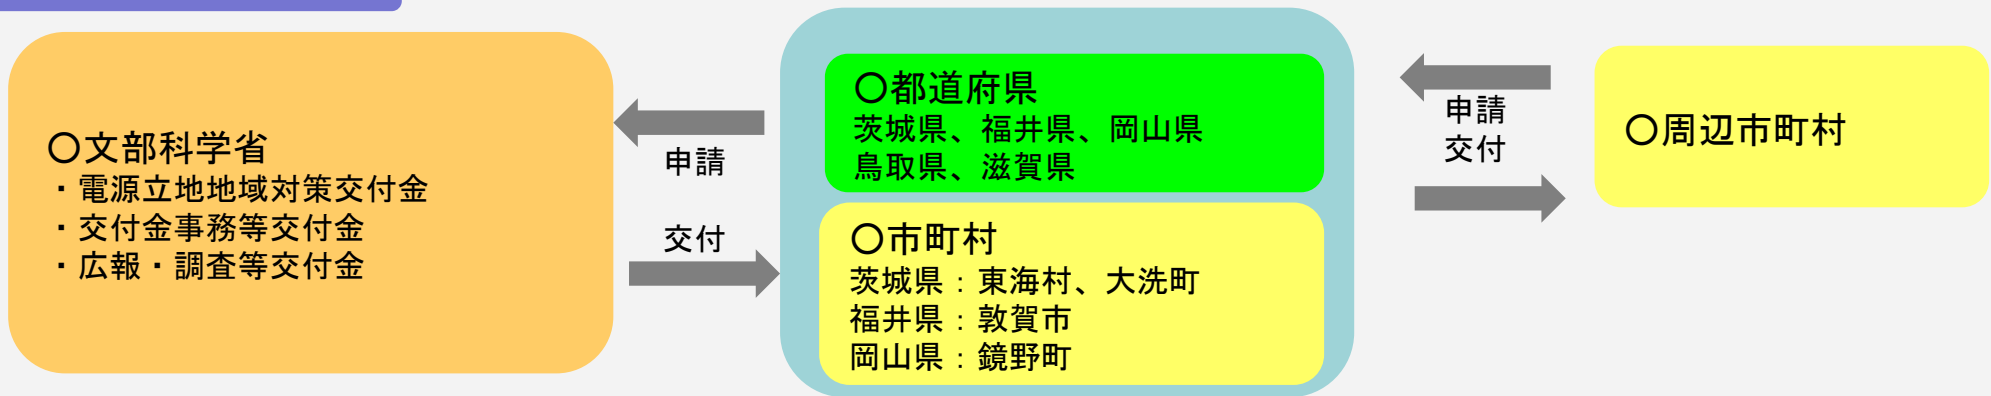 〇文部科学省
・電源立地地域対策交付金
・交付金事務等交付金
・広報・調査等交付金
申請
交付
〇都道府県
茨城県、福井県、岡山県
鳥取県、滋賀県
〇市町村
茨城県：東海村、大洗町
福井県：敦賀市
岡山県：鏡野町
申請
交付
〇周辺市町村